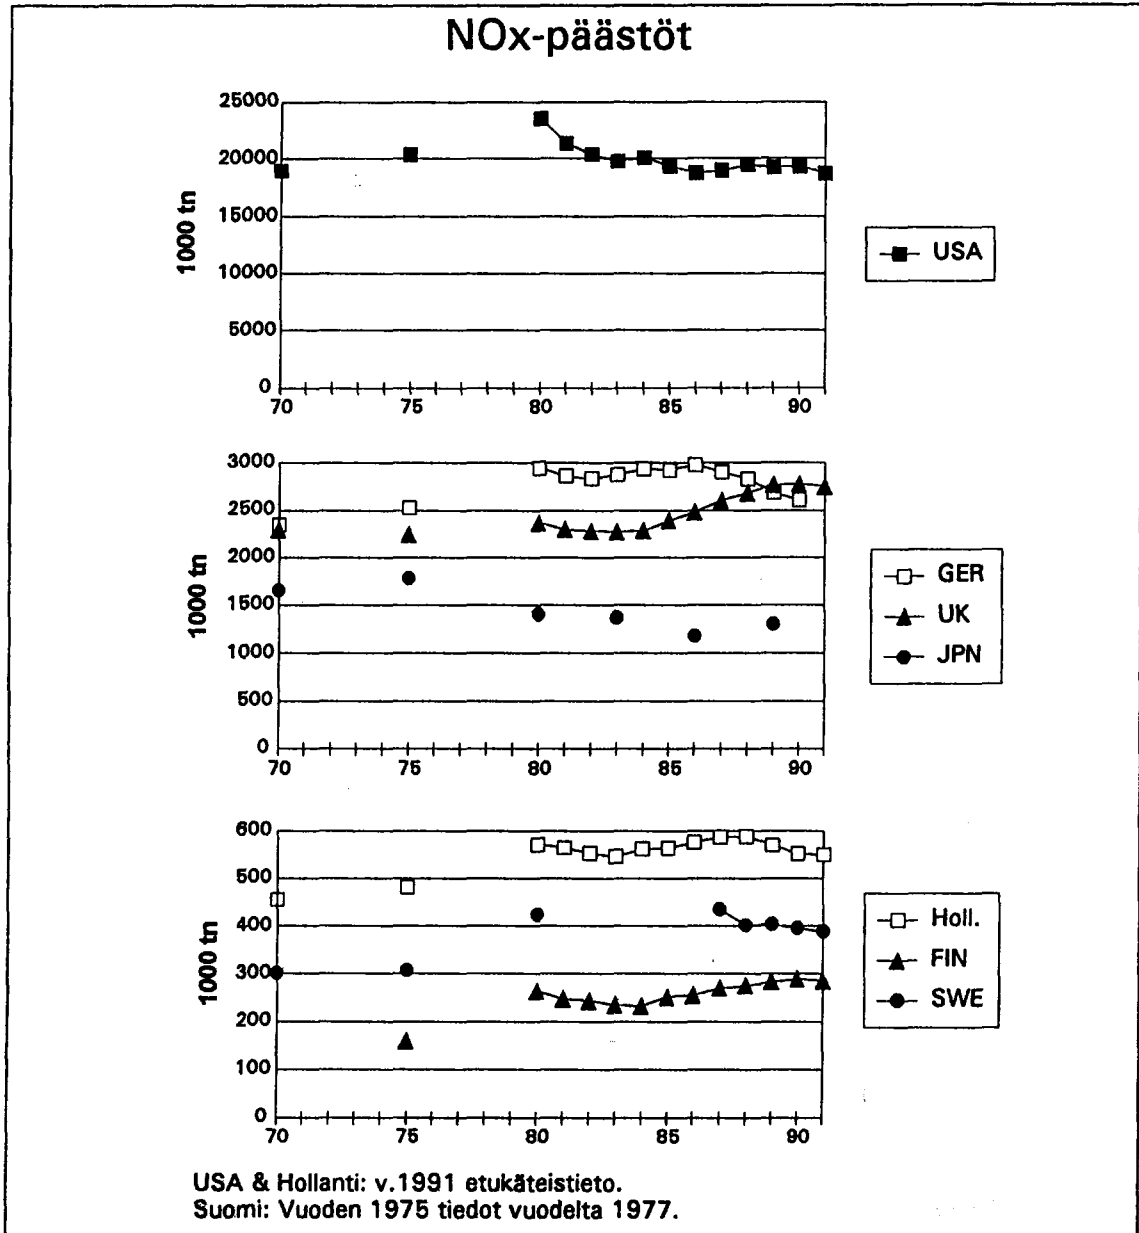 NOx-päästöt
25000
20000
15000
10000
5000
0
1000 tn
70 75 80 85 90
USA
3000
2500
2000
1500
1000
500
0
1000 tn
70 75 80 85 90
GER
UK
JPN
600
500
400
300
200
100
0
1000 tn
70 75 80 85 90
Holl.
FIN
SWE
USA & Hollanti: v.1991 etukäteistieto.
Suomi: Vuoden 1975 tiedot vuodelta 1977.